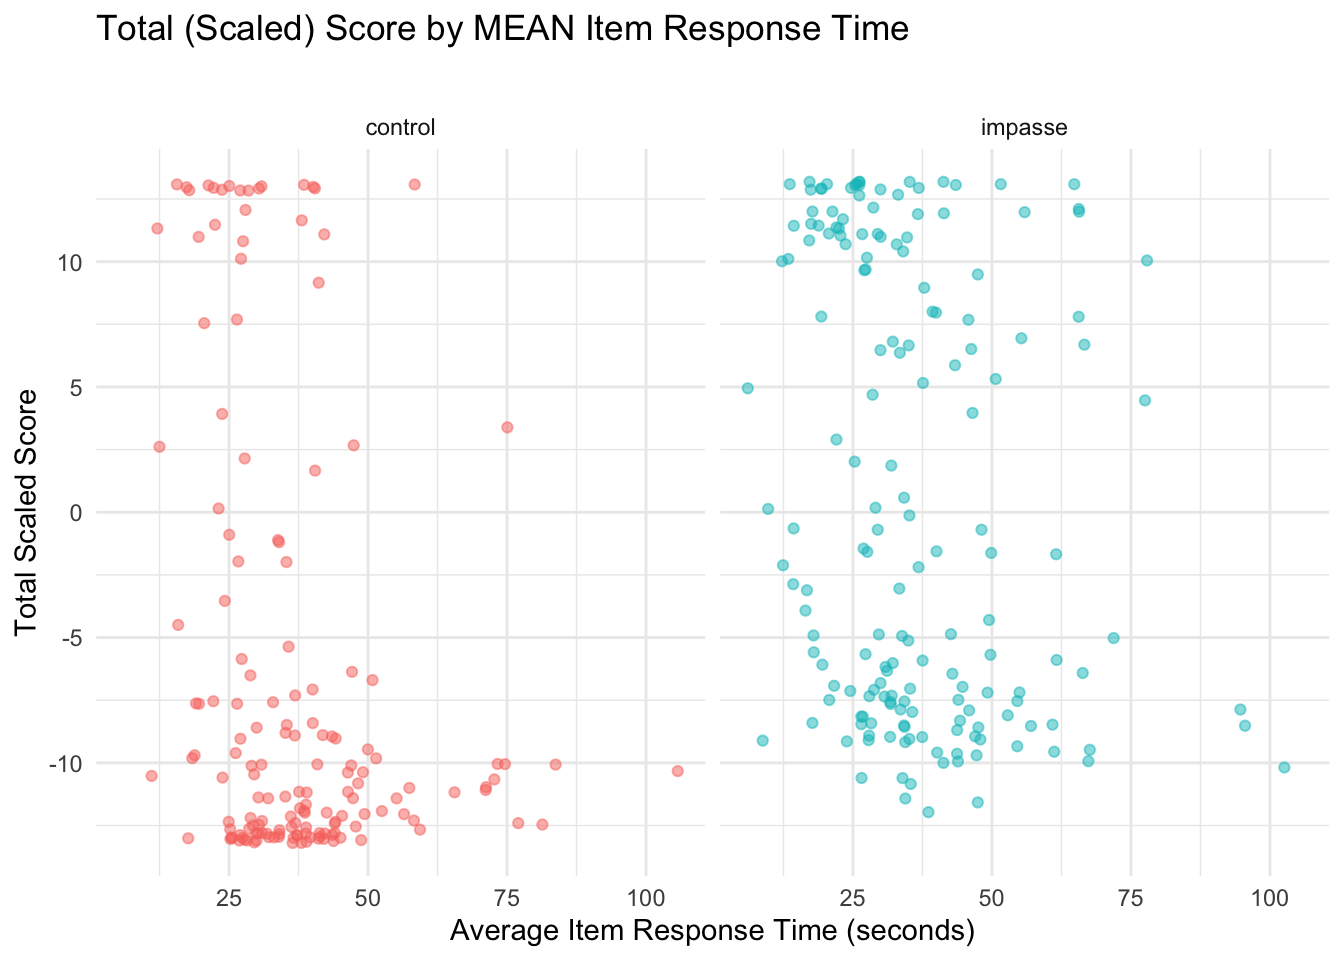 Total (Scaled) Score by MEAN Item Response Time
control
impasse
Total Scaled Score
10
5
0
-5
-10
25
50
75
100
25
50
75
100
Average Item Response Time (seconds)